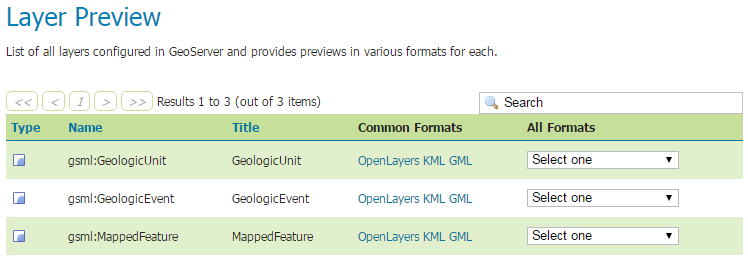 Layer Preview
List of all layers configured in GeoServer and provides previews in various formats for each.
<< < 1 > >> Results 1 to 3 (out of 3 items) Search
Type Name Title Common Formats All Formats
gsml:GeologicUnit GeologicUnit OpenLayers KML GML Select one
gsml:GeologicEvent GeologicEvent OpenLayers KML GML Select one
gsml:MappedFeature MappedFeature OpenLayers KML GML Select one